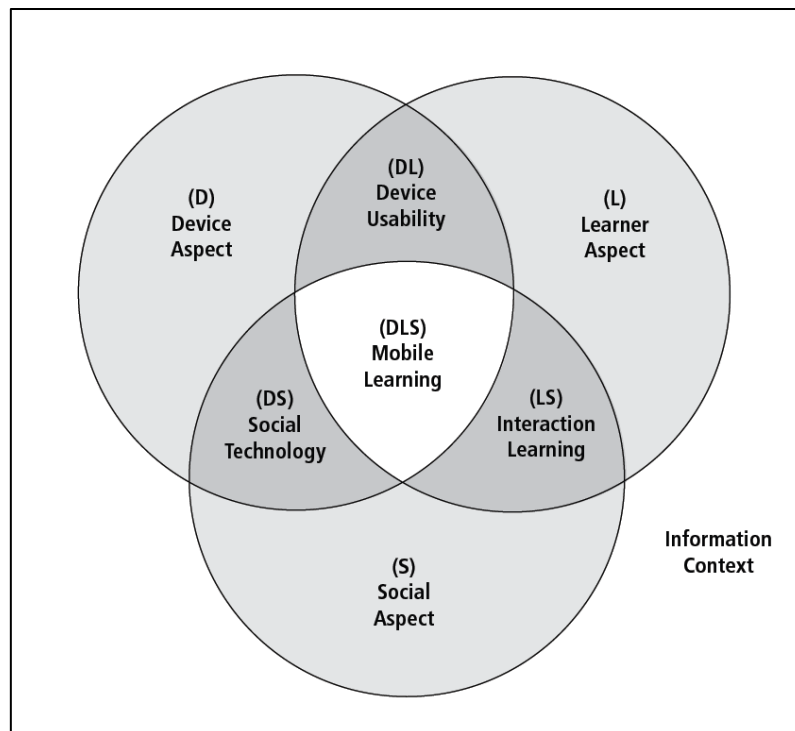 (D)
Device
Aspect
(DL)
Device
Usability
(L)
Learner
Aspect
(DLS)
Mobile
Learning
(DS)
Social
Technology
(LS)
Interaction
Learning
(S)
Social
Aspect
Information
Context